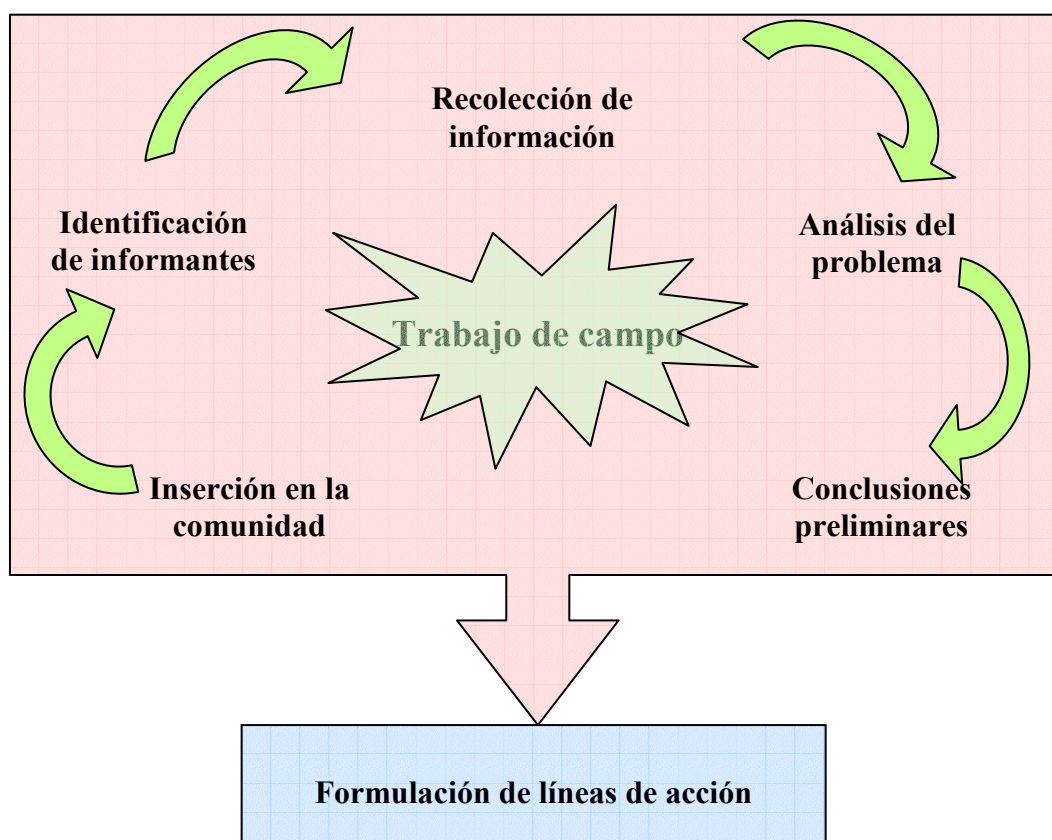 Recolección de
información
Identificación
de informantes
Análisis del
problema
Trabajo de campo
Inserción en la
comunidad
Conclusiones
preliminares
Formulación de líneas de acción